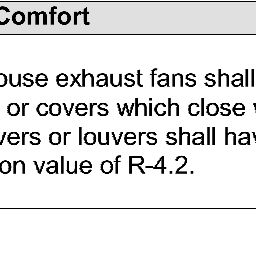 Comfort
ouse exhaust fans shall
or covers which close
vers or louvers shall hav
on value of R-4.2.